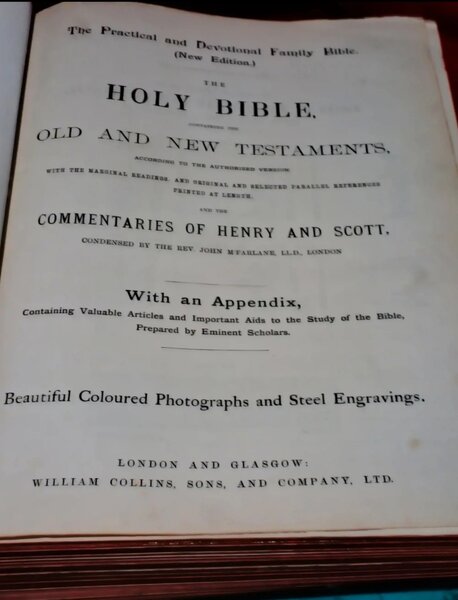 The Practical and Devotional Family Bible.
(New Edition.)
THE
HOLY BIBLE,
CONTAINING THE
OLD AND NEW TESTAMENTS,
ACCORDING TO THE AUTHORISED VERSION
WITH THE MARGINAL READINGS, AND ORIGINAL AND SELECTED PARALLEL REFERENCES
PRINTED AT LENGTH,
AND THE
COMMENTARIES OF HENRY AND SCOTT,
CONDENSED BY THE REV. JOHN M'FARLANE, LL.D., LONDON
With an Appendix,
Containing Valuable Articles and Important Aids to the Study of the Bible,
Prepared by Eminent Scholars.
Beautiful Coloured Photographs and Steel Engravings.
LONDON AND GLASGOW:
WILLIAM COLLINS, SONS, AND COMPANY, LTD.